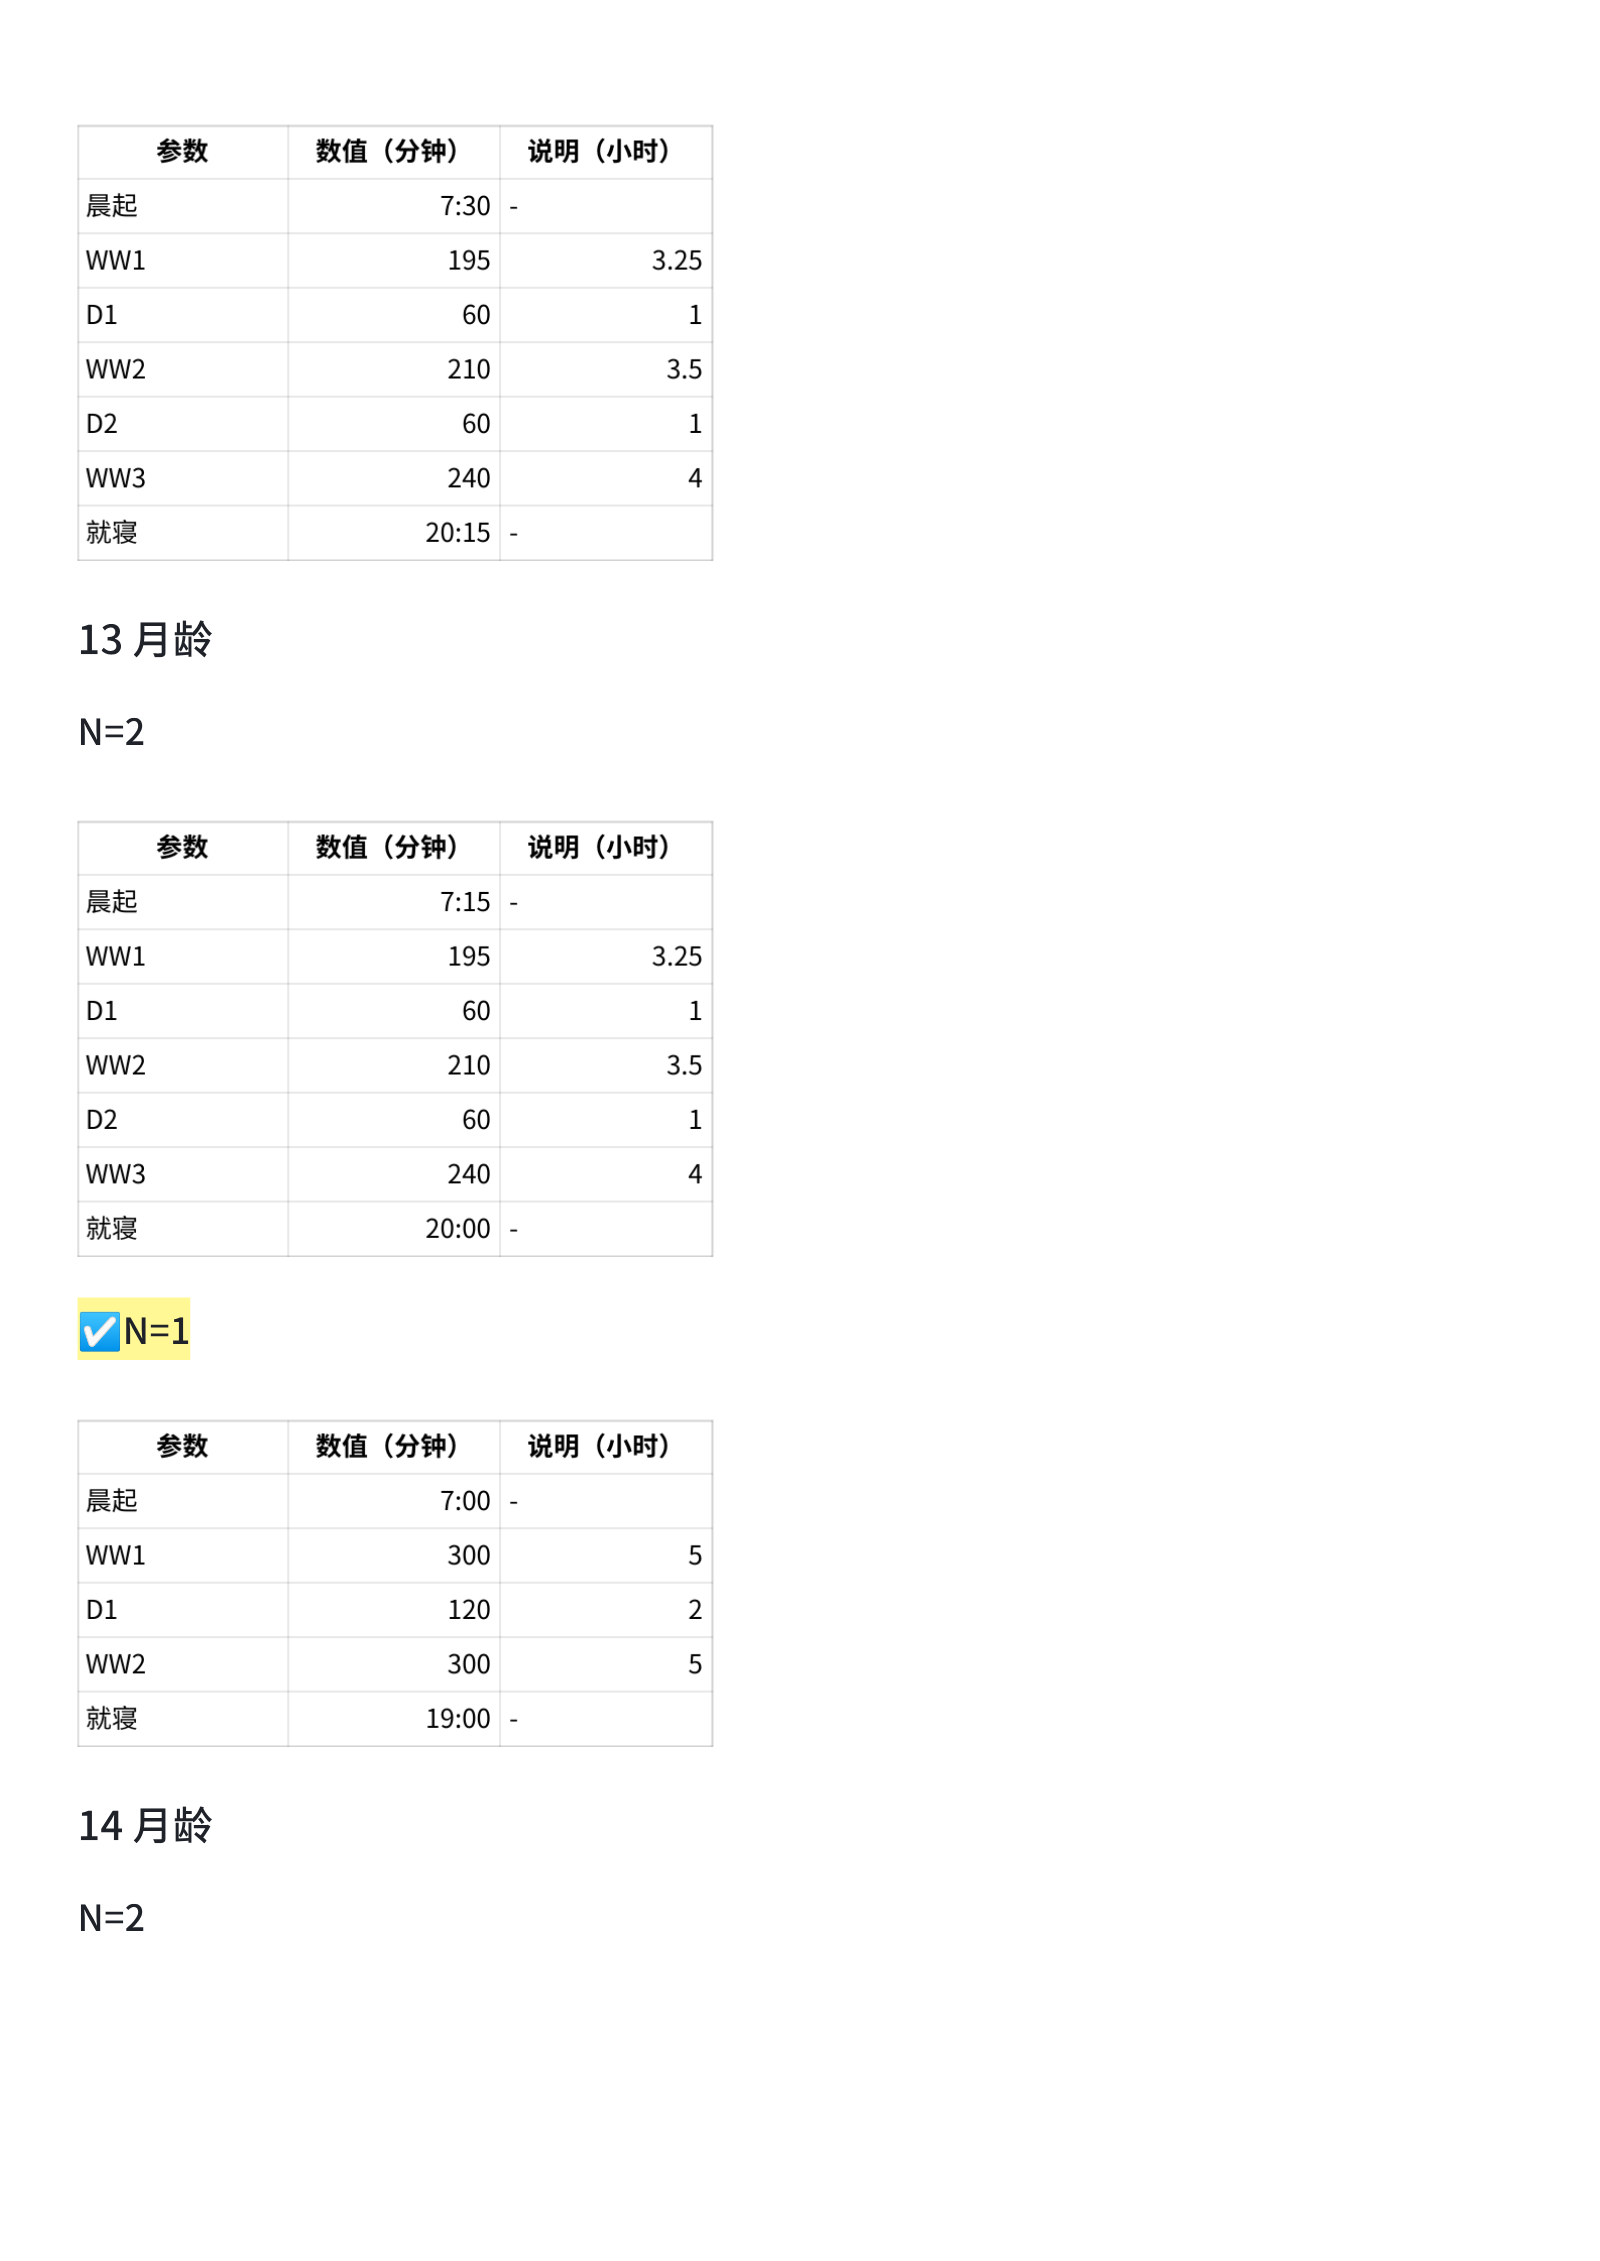 参数 数值（分钟） 说明（小时）
晨起 7:30 -
WW1 195 3.25
D1 60 1
WW2 210 3.5
D2 60 1
WW3 240 4
就寝 20:15 -
13 月龄
N=2
参数 数值（分钟） 说明（小时）
晨起 7:15 -
WW1 195 3.25
D1 60 1
WW2 210 3.5
D2 60 1
WW3 240 4
就寝 20:00 -
☑️N=1
参数 数值（分钟） 说明（小时）
晨起 7:00 -
WW1 300 5
D1 120 2
WW2 300 5
就寝 19:00 -
14 月龄
N=2